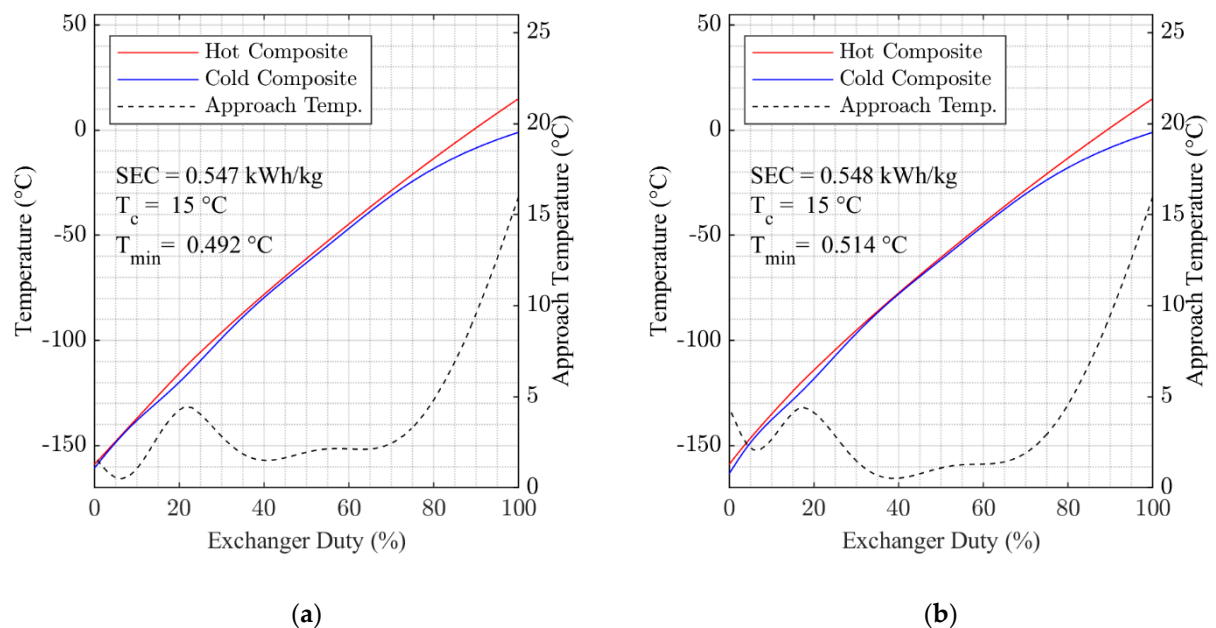 Hot Composite
Cold Composite
Approach Temp.
SEC = 0.547 kWh/kg
T_c = 15 °C
T_min = 0.492 °C
50
0
-50
-100
-150
25
20
15
10
5
0
0 20 40 60 80 100
Temperature (°C)
Approach Temperature (°C)
Exchanger Duty (%)
(a)
Hot Composite
Cold Composite
Approach Temp.
SEC = 0.548 kWh/kg
T_c = 15 °C
T_min = 0.514 °C
50
0
-50
-100
-150
25
20
15
10
5
0
0 20 40 60 80 100
Temperature (°C)
Approach Temperature (°C)
Exchanger Duty (%)
(b)